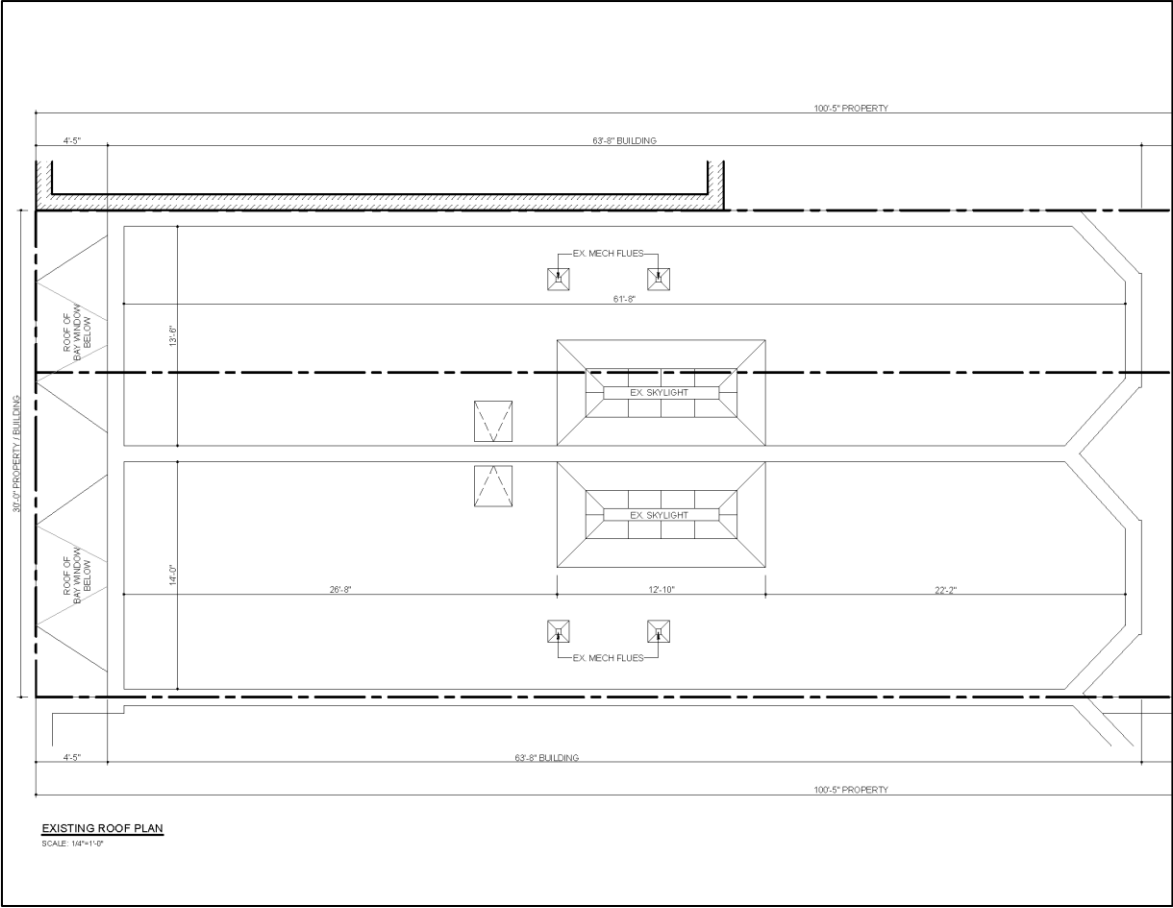 100'-5" PROPERTY
4'-5"
63'-8" BUILDING
EX. MECH FLUES
61'-8"
ROOF OF
BAY WINDOW
BELOW
13'-6"
EX. SKYLIGHT
30'-0" PROPERTY / BUILDING
EX. SKYLIGHT
ROOF OF
BAY WINDOW
BELOW
14'-0"
26'-8"
12'-10"
22'-2"
EX. MECH FLUES
4'-5"
63'-8" BUILDING
100'-5" PROPERTY
EXISTING ROOF PLAN
SCALE: 1/4"=1'-0"